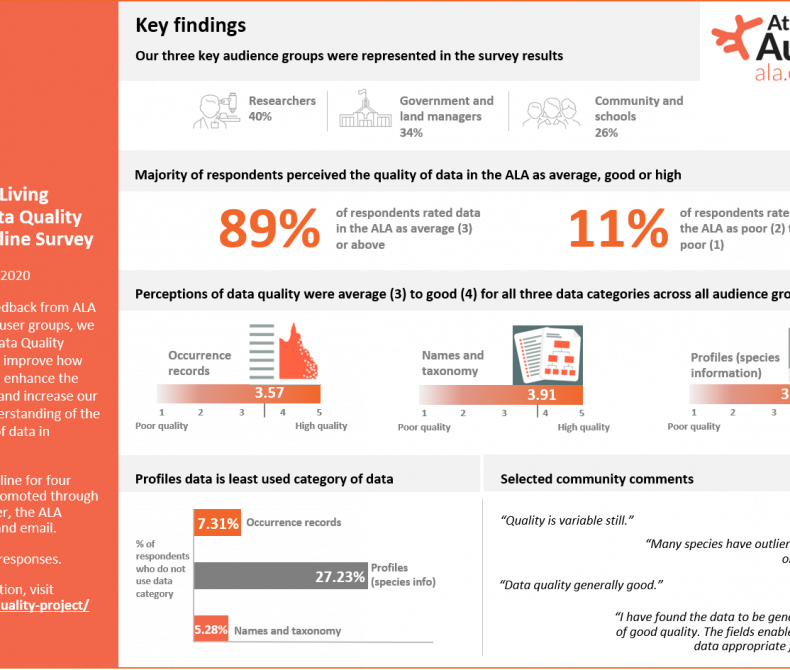 Living
ta Quality
line Survey
2020
edback from ALA
user groups, we
ata Quality
improve how
enhance the
and increase our
erstanding of the
of data in
line for four
omoted through
er, the ALA
nd email.
responses.
tion, visit
uality-project/
Key findings
Our three key audience groups were represented in the survey results
At
Au
ala.
Researchers
40%
Government and
land managers
34%
Community and
schools
26%
Majority of respondents perceived the quality of data in the ALA as average, good or high
89%
of respondents rated data
in the ALA as average (3)
or above
11%
of respondents rate
the ALA as poor (2) t
poor (1)
Perceptions of data quality were average (3) to good (4) for all three data categories across all audience gro
Occurrence
records
3.57
1 2 3 4 5
Poor quality High quality
Names and
taxonomy
3.91
1 2 3 4 5
Poor quality High quality
Profiles (species
information)
3
1 2 3
Poor quality
Profiles data is least used category of data
% of
respondents
who do not
use data
category
7.31% Occurrence records
27.23% Profiles
(species info)
5.28% Names and taxonomy
Selected community comments
“Quality is variable still.”
“Many species have outlier
o
“Data quality generally good.”
“I have found the data to be gene
of good quality. The fields enable
data appropriate f